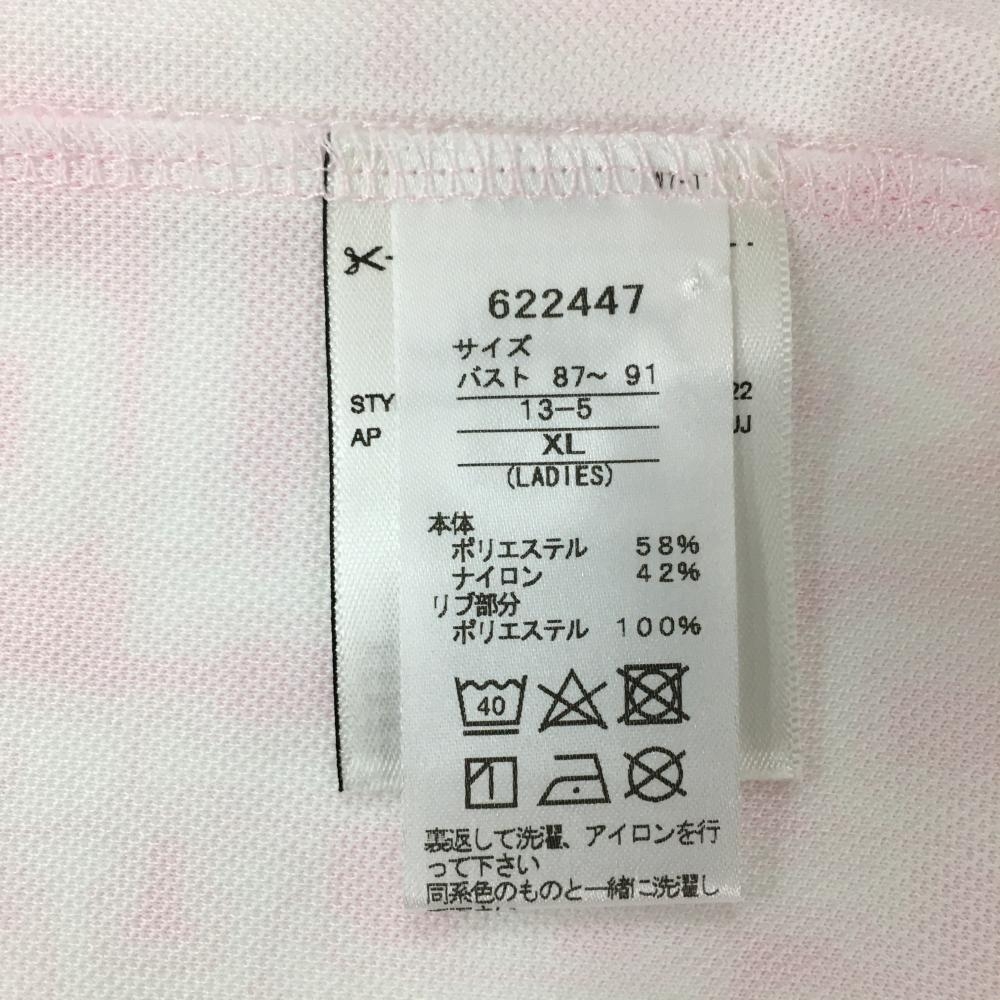 622447
サイズ
バスト 87～ 91
13-5
XL
(LADIES)
本体
ポリエステル 58%
ナイロン 42%
リブ部分
ポリエステル 100%
40
裏返して洗濯、アイロンを行
って下さい
同系色のものと一緒に洗濯し
STY
AP
22
JJ